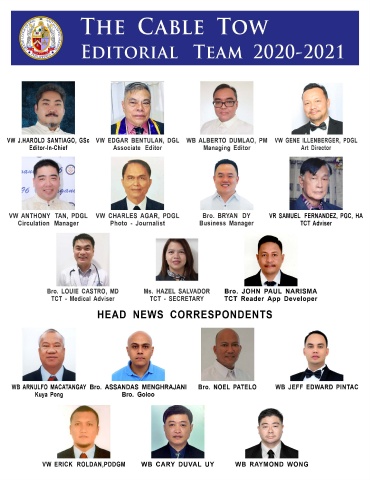 THE CABLE TOW
EDITORIAL TEAM 2020-2021
VW J.HAROLD SANTIAGO, GSc
Editor-in-Chief
VW EDGAR BENTULAN, DGL
Associate Editor
WB ALBERTO DUMLAO, PM
Managing Editor
VW GENE ILLENBERGER, PDGL
Art Director
VW ANTHONY TAN, PDGL
Circulation Manager
VW CHARLES AGAR, PDGL
Photo - Journalist
Bro. BRYAN DY
Business Manager
VR SAMUEL FERNANDEZ, PGC, HA
TCT Adviser
Bro. LOUIE CASTRO, MD
TCT - Medical Adviser
Ms. HAZEL SALVADOR
TCT - SECRETARY
Bro. JOHN PAUL NARISMA
TCT Reader App Developer
HEAD NEWS CORRESPONDENTS
WB ARNULFO MACATANGAY
Kuya Pong
Bro. ASSANDAS MENGHRAJANI
Bro. Goloo
Bro. NOEL PATELO
WB JEFF EDWARD PINTAC
VW ERICK ROLDAN,PDDGM
WB CARY DUVAL UY
WB RAYMOND WONG